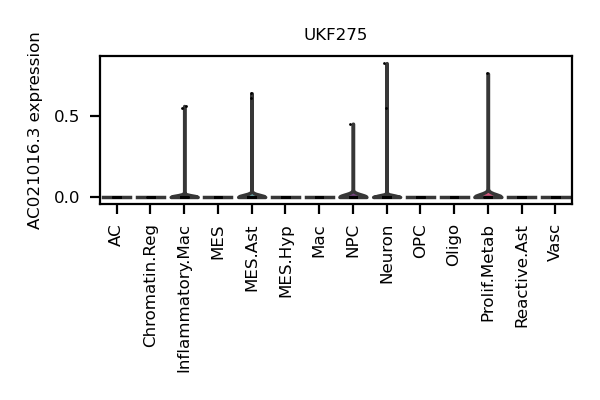 UKF275
AC021016.3 expression
0.5
0.0
AC
Chromatin.Reg
Inflammatory.Mac
MES
MES.Ast
MES.Hyp
Mac
NPC
Neuron
OPC
Oligo
Prolif.Metab
Reactive.Ast
Vasc